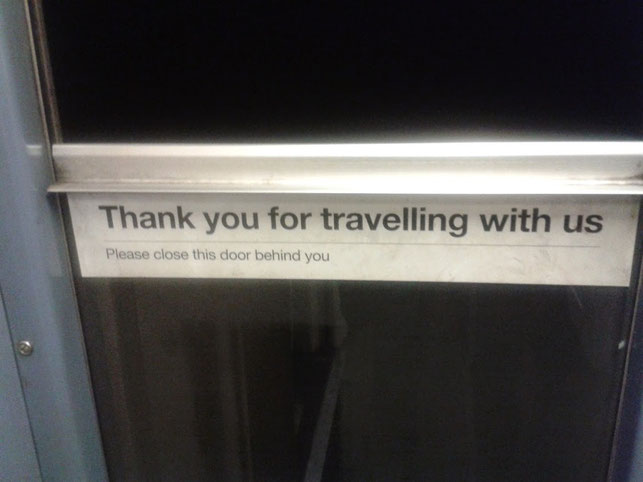 Thank you for travelling with us
Please close this door behind you